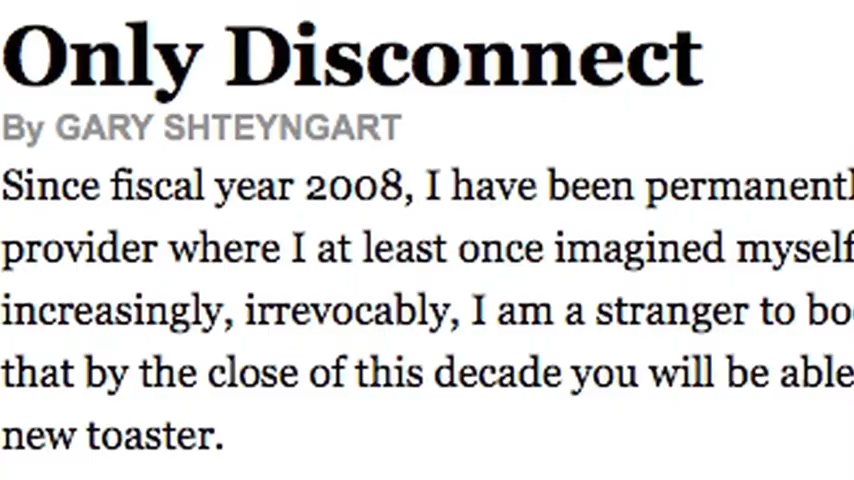 Only Disconnect
By GARY SHTEYNGART
Since fiscal year 2008, I have been
provider where I at least once imagined myself
increasingly, irrevocably, I am a stranger to
that by the close of this decade you will be able
new toaster.